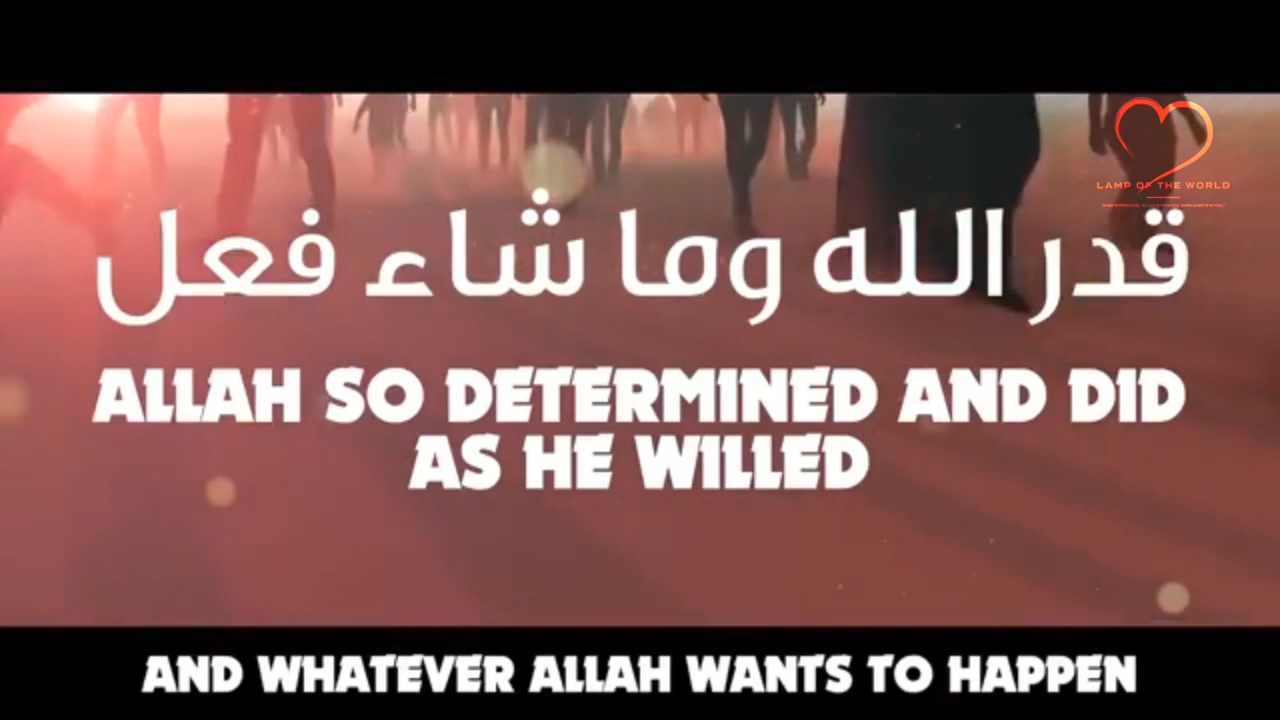 LAMP OF THE WORLD
قدر الله وما شاء فعل
ALLAH SO DETERMINED AND DID
AS HE WILLED
AND WHATEVER ALLAH WANTS TO HAPPEN